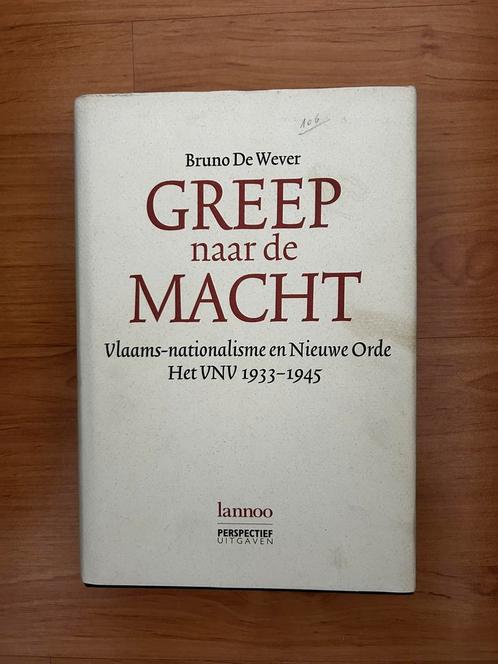 106
Bruno De Wever
GREEP
naar de
MACHT
Vlaams-nationalisme en Nieuwe Orde
Het VNV 1933–1945
lannoo
PERSPECTIEF
UITGAVEN